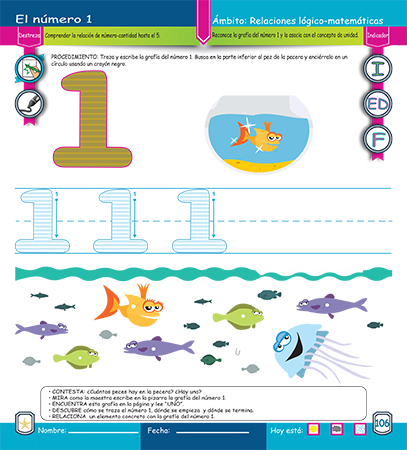 El número 1
Ámbito: Relaciones lógico-matemáticas
Destreza
Comprender la relación de número-cantidad hasta el 5.
Reconoce la grafía del número 1 y la asocia con el concepto de unidad.
Indicador
PROCEDIMIENTO: Traza y escribe la grafía del número 1. Busca en la parte inferior al pez de la pecera y enciérralo en un
círculo usando un crayón negro.
I
ED
F
1
1 1 1
1 1 1
• CONTESTA: ¿Cuántos peces hay en la pecera? ¿Hay uno?
• MIRA como la maestra escribe en la pizarra la grafía del número 1.
• ENCUENTRA esta grafía en la página y lee "UNO".
• DESCUBRE cómo se traza el número 1, dónde se empieza y dónde se termina.
• RELACIONA un elemento concreto con la grafía del número 1.
106
Nombre:
Fecha:
Hoy está: